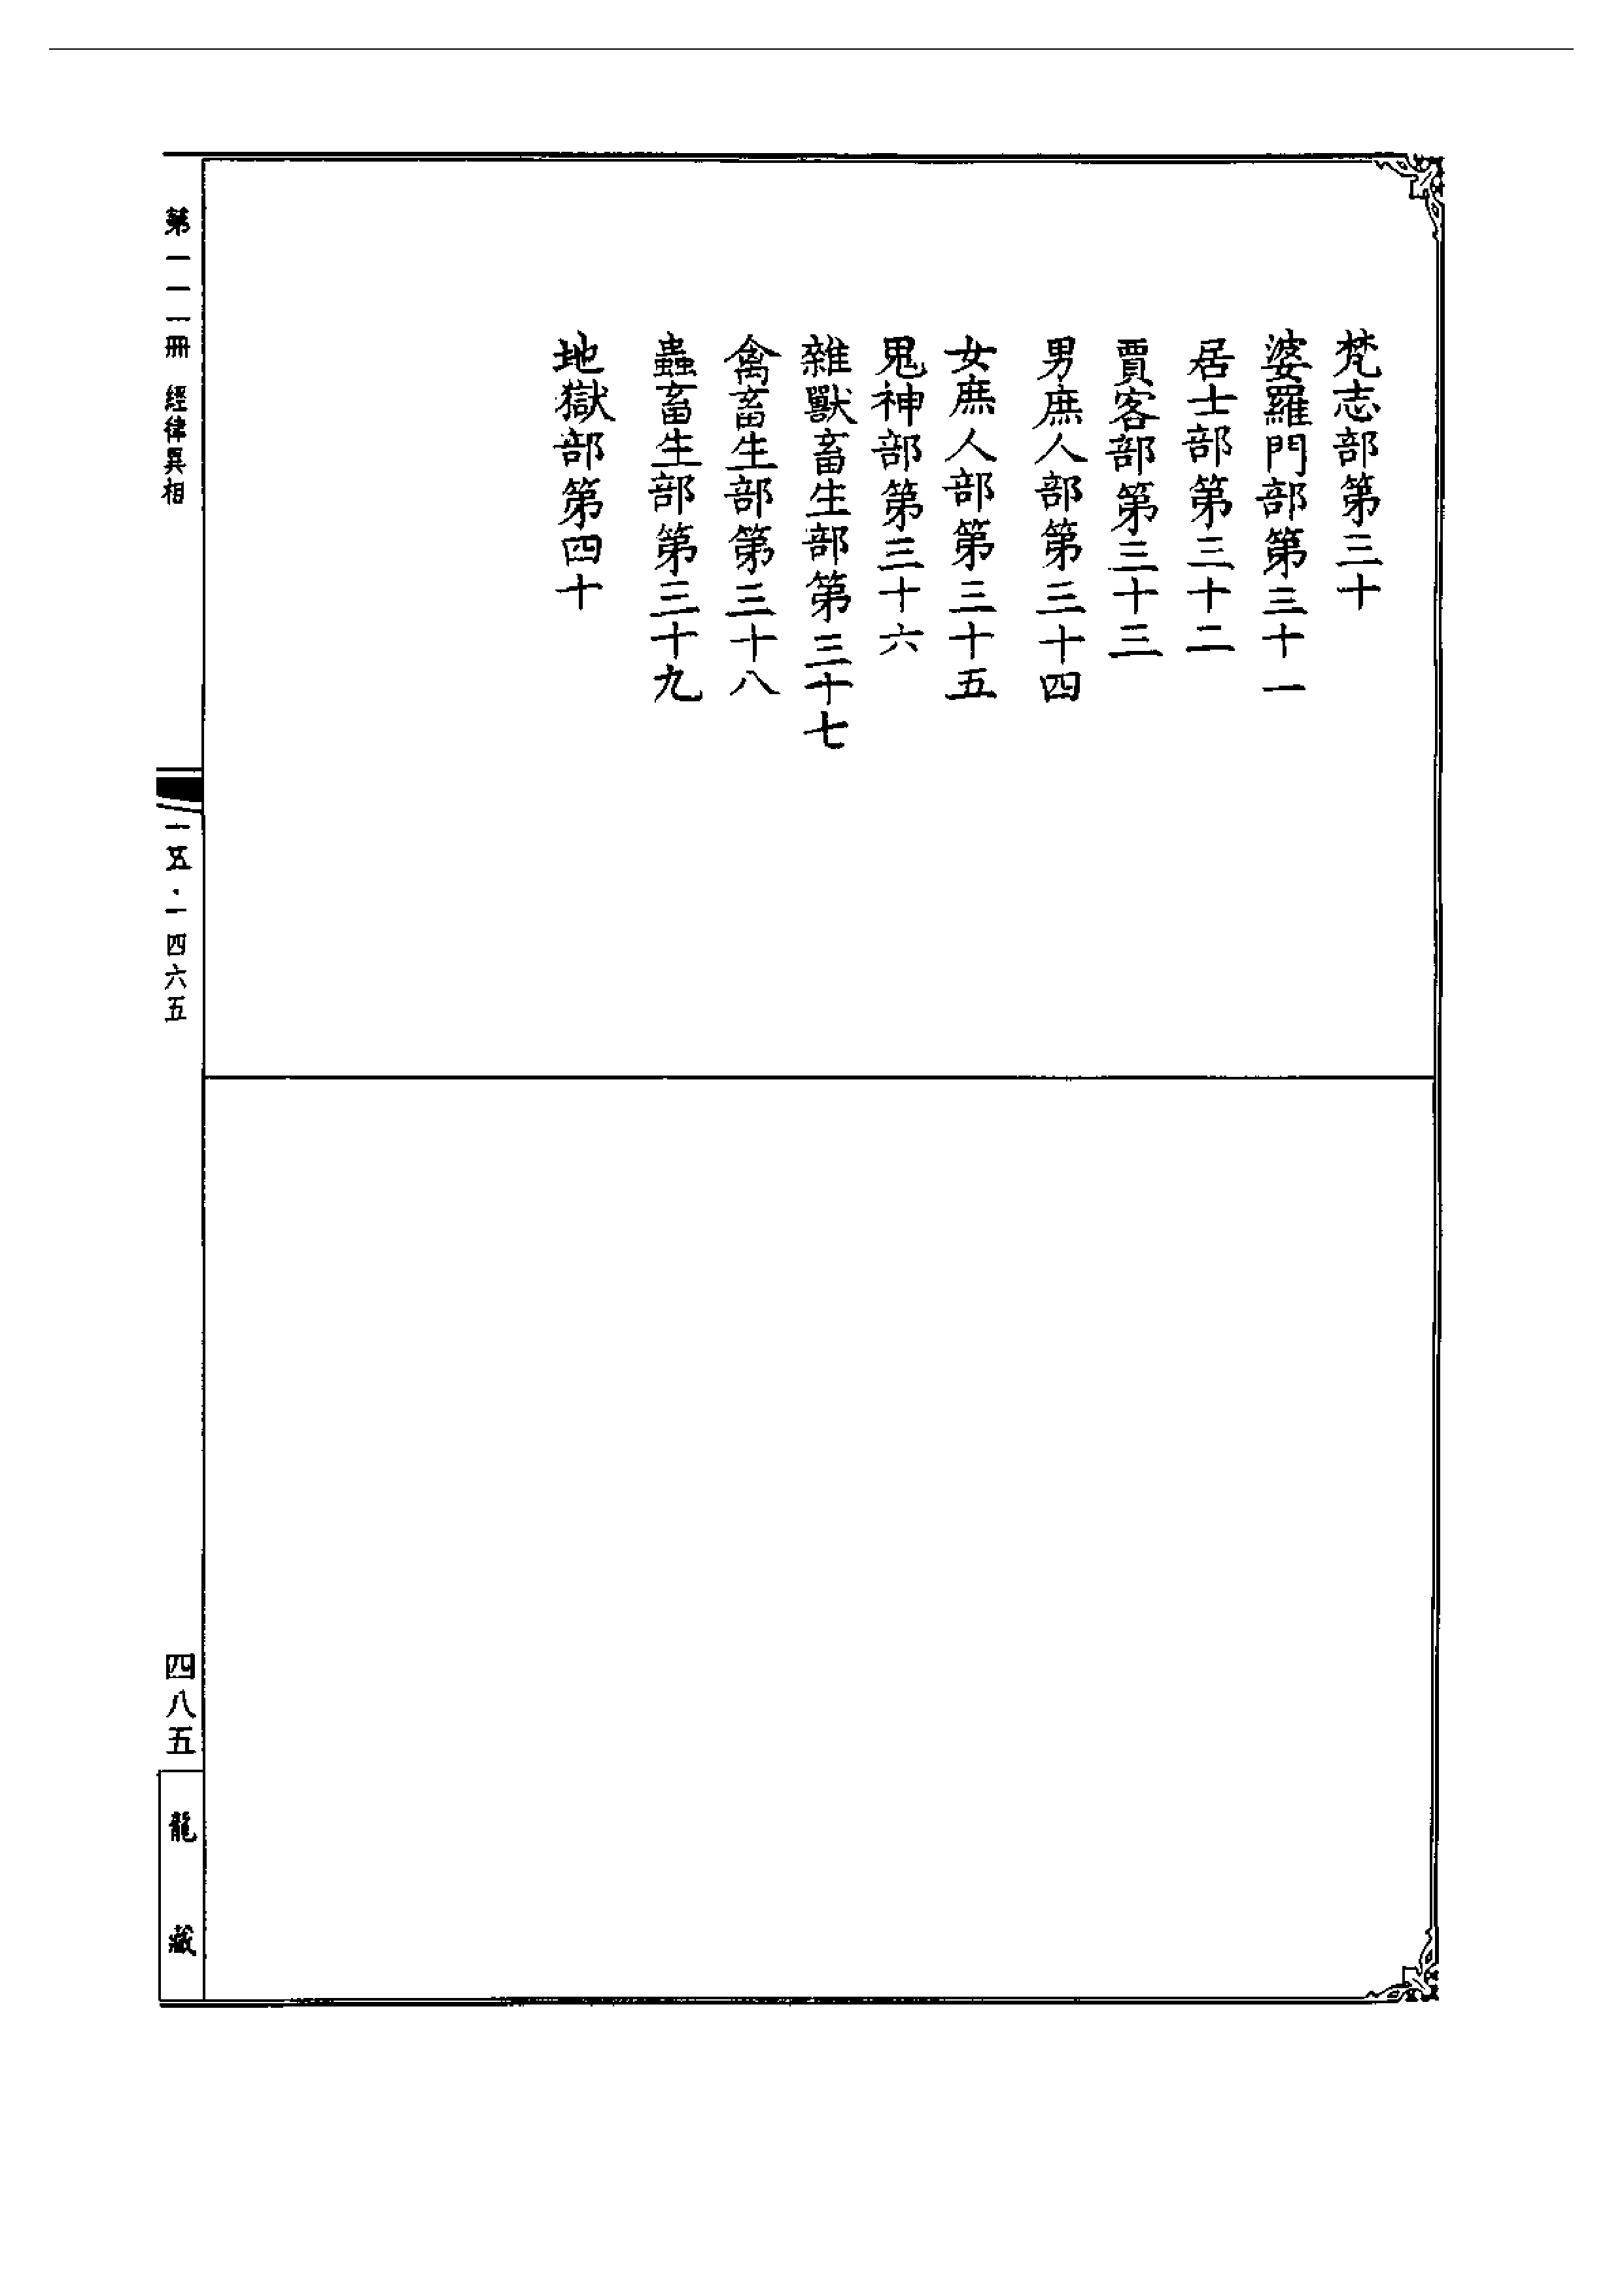 梵志部第三十
婆羅門部第三十一
居士部第三十二
賈客部第三十三
男庶人部第三十四
女庶人部第三十五
鬼神部第三十六
雜獸畜生部第三十七
禽畜生部第三十八
蟲畜生部第三十九
地獄部第四十
第一一一冊 經律異相
一五·一四六五
四八五
龍藏